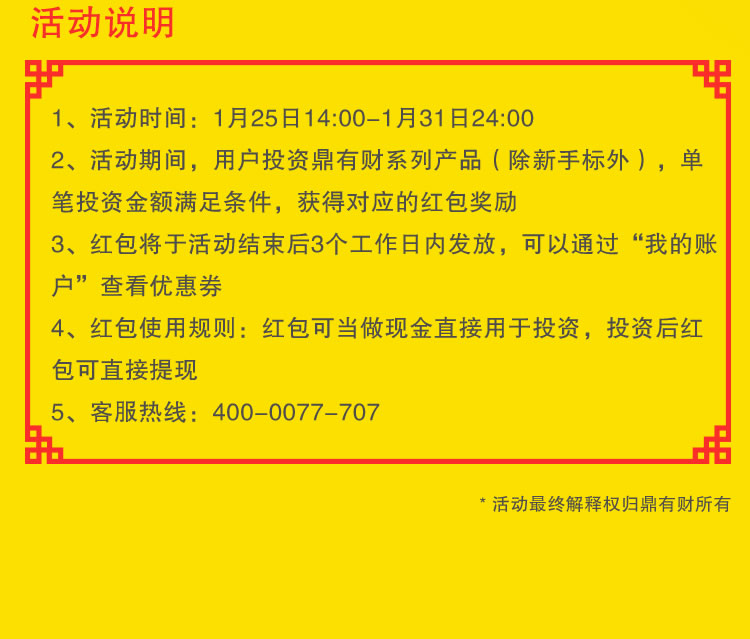 活动说明
1、活动时间：1月25日14:00-1月31日24:00
2、活动期间，用户投资鼎有财系列产品（除新手标外），单
笔投资金额满足条件，获得对应的红包奖励
3、红包将于活动结束后3个工作日内发放，可以通过“我的账
户”查看优惠券
4、红包使用规则：红包可当做现金直接用于投资，投资后红
包可直接提现
5、客服热线：400-0077-707
* 活动最终解释权归鼎有财所有